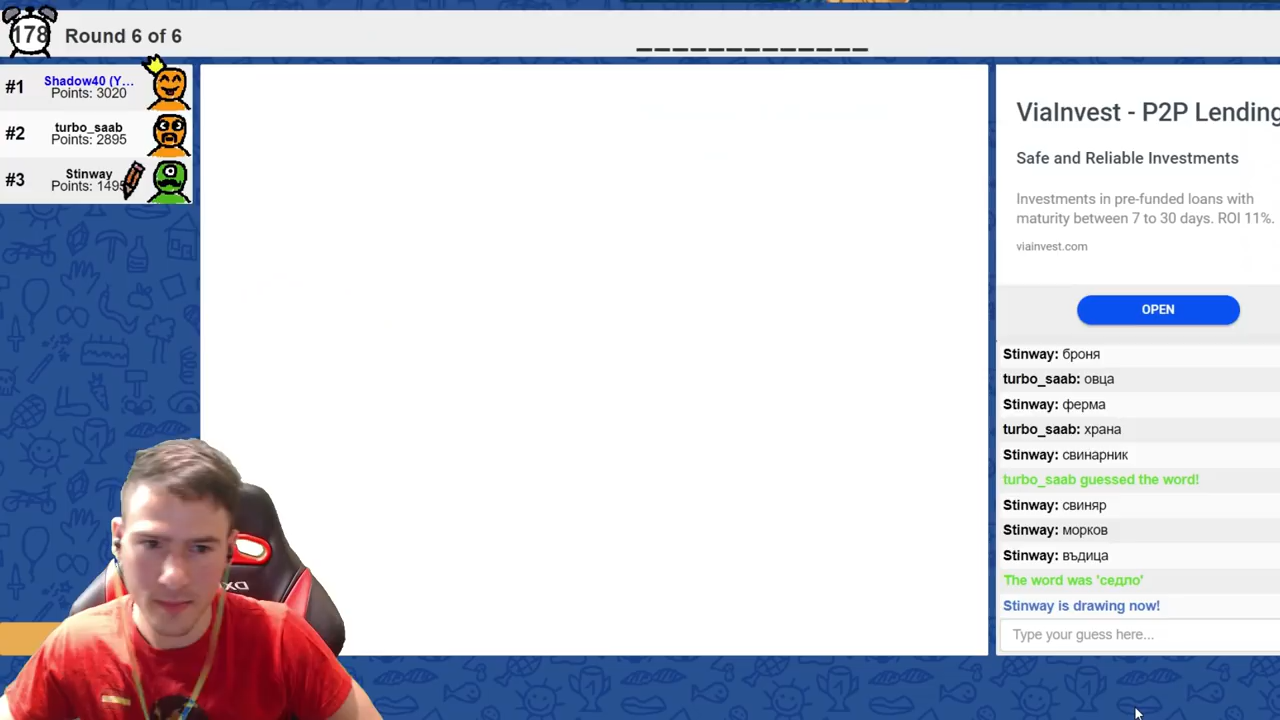 178
Round 6 of 6
_____________
#1
Shadow40 (Y...
Points: 3020
#2
turbo_saab
Points: 2895
#3
Stinway
Points: 1495
ViaInvest - P2P Lending
Safe and Reliable Investments
Investments in pre-funded loans with
maturity between 7 to 30 days. ROI 11%.
viainvest.com
OPEN
Stinway: броня
turbo_saab: овца
Stinway: ферма
turbo_saab: храна
Stinway: свинарник
turbo_saab guessed the word!
Stinway: свиняр
Stinway: морков
Stinway: въдица
The word was 'седло'
Stinway is drawing now!
Type your guess here...